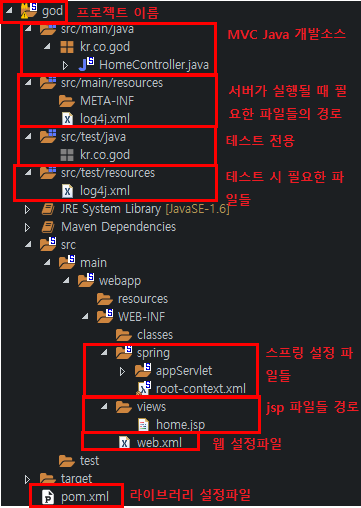 god 프로젝트 이름
src/main/java
kr.co.god
HomeController.java
MVC Java 개발소스
src/main/resources
META-INF
log4j.xml
서버가 실행될 때 필
요한 파일들의 경로
src/test/java
kr.co.god
테스트 전용
src/test/resources
log4j.xml
테스트 시 필요한 파
일들
JRE System Library [JavaSE-1.6]
Maven Dependencies
src
main
webapp
resources
WEB-INF
classes
spring
appServlet
root-context.xml
스프링 설정 파
일들
views
home.jsp
jsp 파일들 경로
web.xml 웹 설정파일
test
target
pom.xml 라이브러리 설정파일